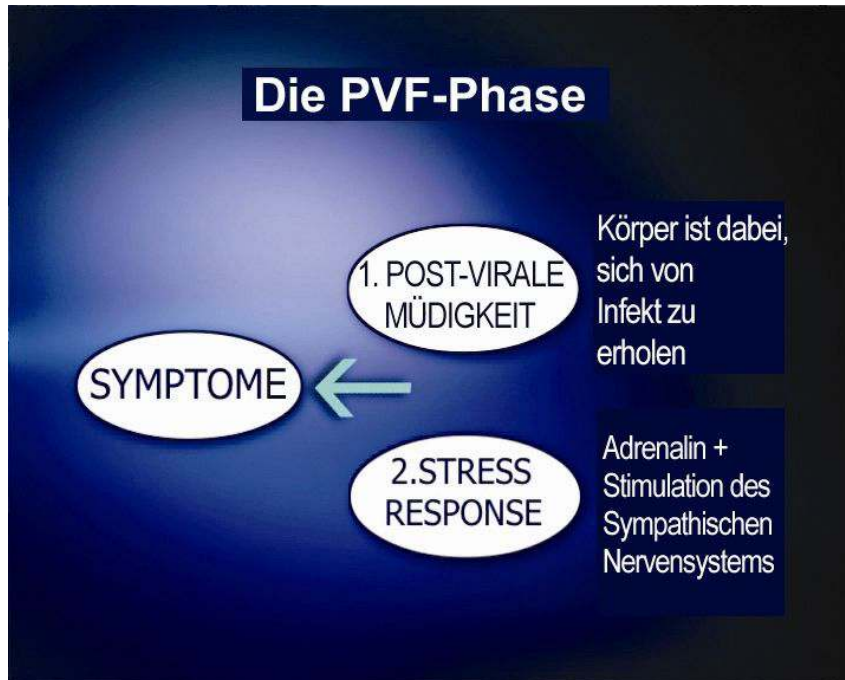 Die PVF-Phase
1. POST-VIRALE
MÜDIGKEIT
Körper ist dabei,
sich von
Infekt zu
erholen
SYMPTOME
2.STRESS
RESPONSE
Adrenalin +
Stimulation des
Sympathischen
Nervensystems